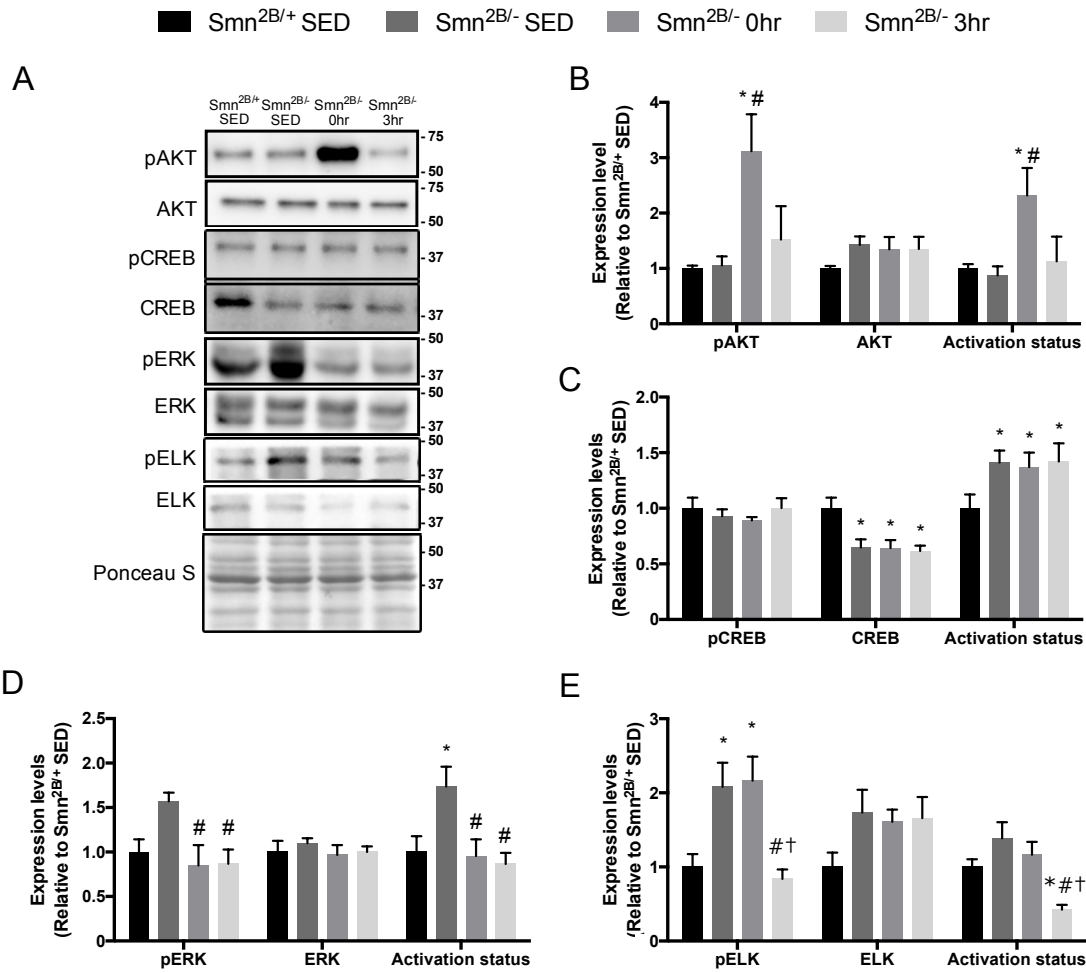 Smn2B/+ SED Smn2B/- SED Smn2B/- 0hr Smn2B/- 3hr
A
Smn2B/+ Smn2B/- Smn2B/- Smn2B/-
SED SED 0hr 3hr
pAKT
- 75
- 50
AKT
- 75
- 50
pCREB
- 37
CREB
- 37
pERK
- 50
- 37
ERK
- 50
- 37
pELK
- 50
- 37
ELK
- 50
- 37
Ponceau S
- 50
- 37
B
Expression level
(Relative to Smn2B/+ SED)
4
3
2
1
0
* #
* #
pAKT AKT Activation status
C
Expression levels
(Relative to Smn2B/+ SED)
2.0
1.5
1.0
0.5
0
* * *
* * *
pCREB CREB Activation status
D
Expression levels
(Relative to Smn2B/+ SED)
2.5
2.0
1.5
1.0
0.5
0
# #
* # #
pERK ERK Activation status
E
Expression levels
(Relative to Smn2B/+ SED)
3
2
1
0
* *
#†
*#†
pELK ELK Activation status